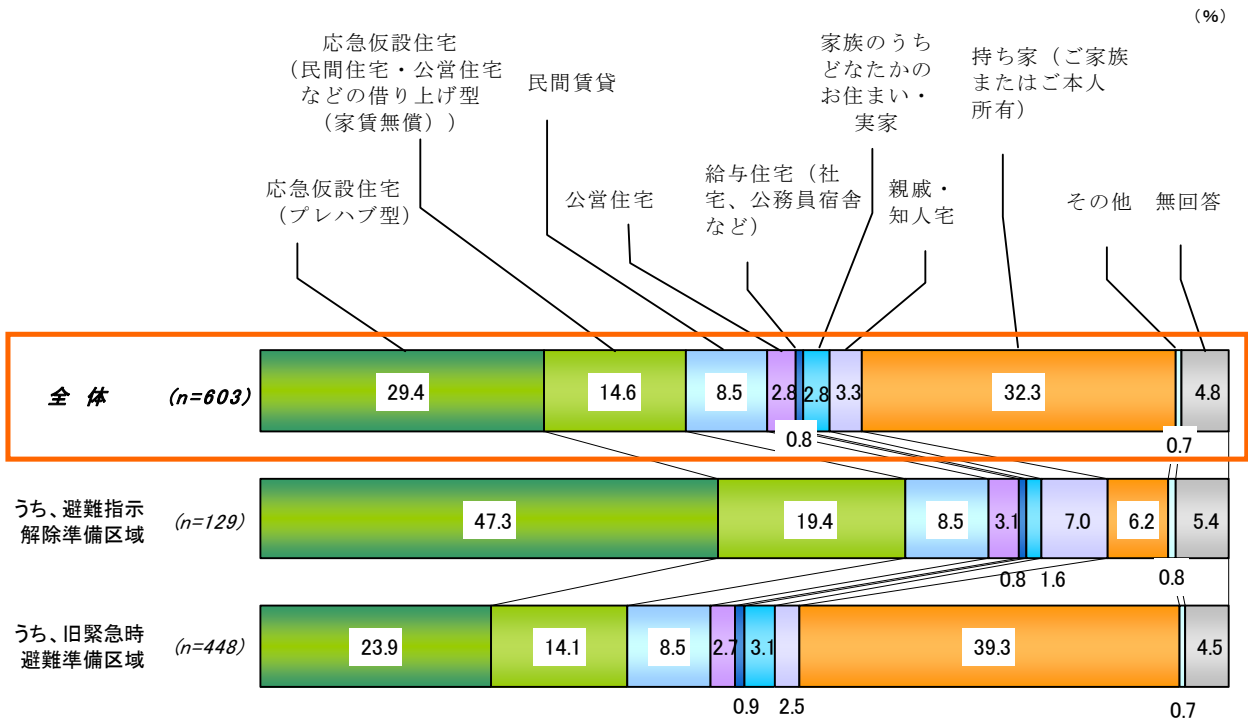 (%)
応急仮設住宅
(民間住宅・公営住宅
などの借り上げ型
(家賃無償))
民間賃貸
家族のうち
どなたかの
お住まい・
実家
持ち家(ご家族
またはご本人
所有)
応急仮設住宅
(プレハブ型)
公営住宅
給与住宅(社
宅、公務員宿舎
など)
親戚・
知人宅
その他
無回答
全 体 (n=603)
29.4 14.6 8.5 2.8 0.8 2.8 3.3 32.3 0.7 4.8
うち、避難指示
解除準備区域
(n=129)
47.3 19.4 8.5 3.1 0.8 1.6 7.0 6.2 0.8 5.4
うち、旧緊急時
避難準備区域
(n=448)
23.9 14.1 8.5 2.7 0.9 3.1 2.5 39.3 0.7 4.5